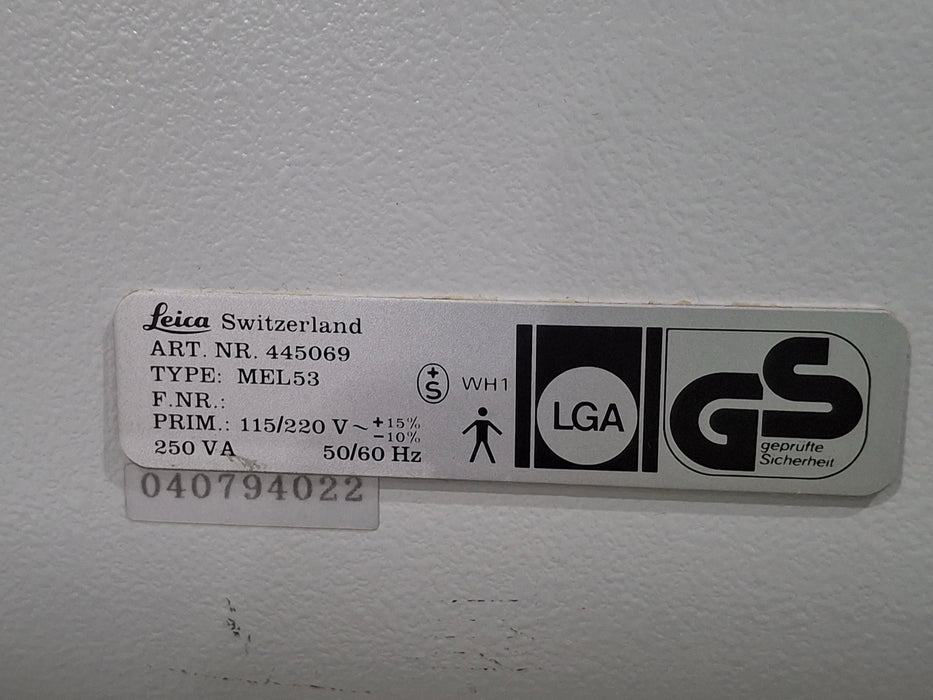 Leica Switzerland
ART. NR. 445069
TYPE: MEL53
F.NR.:
PRIM.: 115/220 V ~ +15% -10%
250 VA 50/60 Hz
+S WH1
LGA
GS
geprüfte
Sicherheit
040794022